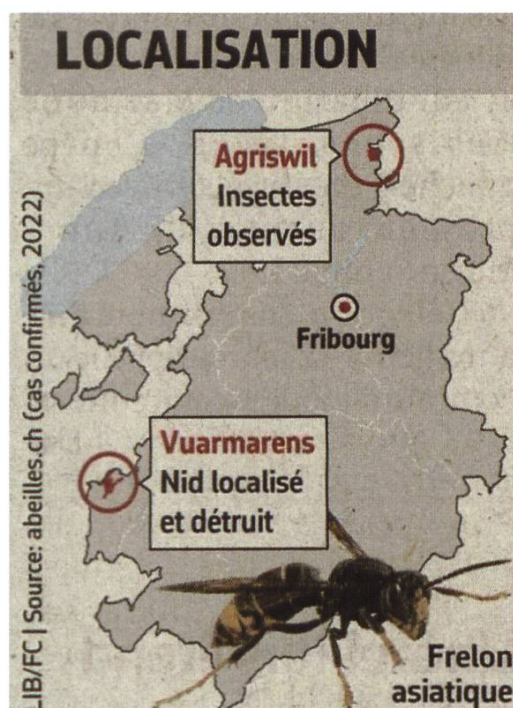 LOCALISATION
Agriswil
Insectes
observés
Fribourg
Vuarmarens
Nid localisé
et détruit
Frelon
asiatique
LIB/FC | Source: abeilles.ch (cas confirmés, 2022)